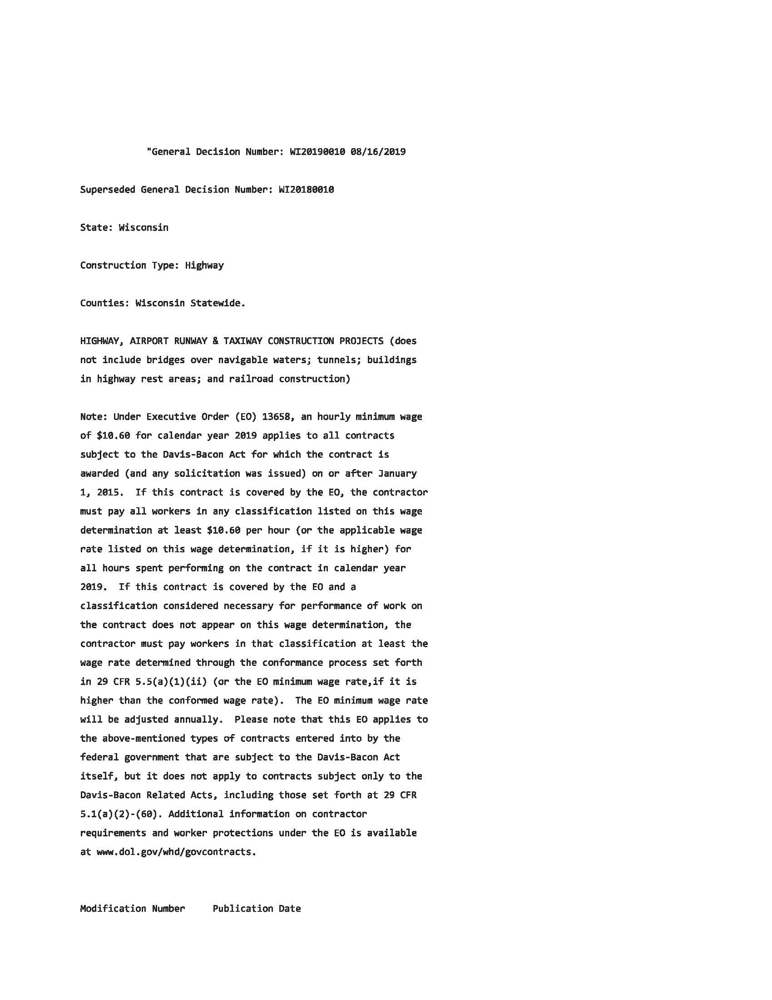 "General Decision Number: WI20190010 08/16/2019
Superseded General Decision Number: WI20180010
State: Wisconsin
Construction Type: Highway
Counties: Wisconsin Statewide.
HIGHWAY, AIRPORT RUNWAY & TAXIWAY CONSTRUCTION PROJECTS (does
not include bridges over navigable waters; tunnels; buildings
in highway rest areas; and railroad construction)
Note: Under Executive Order (EO) 13658, an hourly minimum wage
of $10.60 for calendar year 2019 applies to all contracts
subject to the Davis-Bacon Act for which the contract is
awarded (and any solicitation was issued) on or after January
1, 2015.  If this contract is covered by the EO, the contractor
must pay all workers in any classification listed on this wage
determination at least $10.60 per hour (or the applicable wage
rate listed on this wage determination, if it is higher) for
all hours spent performing on the contract in calendar year
2019.  If this contract is covered by the EO and a
classification considered necessary for performance of work on
the contract does not appear on this wage determination, the
contractor must pay workers in that classification at least the
wage rate determined through the conformance process set forth
in 29 CFR 5.5(a)(1)(ii) (or the EO minimum wage rate,if it is
higher than the conformed wage rate).  The EO minimum wage rate
will be adjusted annually.  Please note that this EO applies to
the above-mentioned types of contracts entered into by the
federal government that are subject to the Davis-Bacon Act
itself, but it does not apply to contracts subject only to the
Davis-Bacon Related Acts, including those set forth at 29 CFR
5.1(a)(2)-(60). Additional information on contractor
requirements and worker protections under the EO is available
at www.dol.gov/whd/govcontracts.
Modification Number     Publication Date